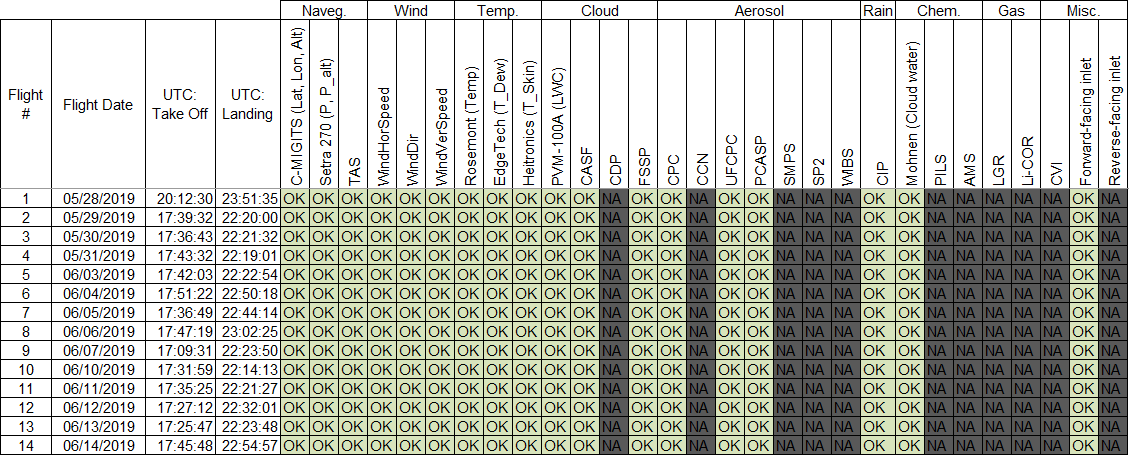 Naveg. Wind Temp. Cloud Aerosol Rain Chem. Gas Misc.
Flight # Flight Date UTC: Take Off UTC: Landing C-MIGITS (Lat, Lon, Alt) Setra 270 (P, P_alt) TAS WindHorSpeed WindDir WindVerSpeed Rosemont (Temp) EdgeTech (T_Dew) Heitronics (T_Skin) PVM-100A (LWC) CASF CDP FSSP CPC CCN UFCPC PCASP SMPS SP2 WIBS CIP Mohnen (Cloud water) PILS AMS LGR Li-COR CVI Forward-facing inlet Reverse-facing inlet
1 05/28/2019 20:12:30 23:51:35 OK OK OK OK OK OK OK OK OK OK OK NA OK OK NA OK OK NA NA NA OK OK NA NA NA NA NA OK NA
2 05/29/2019 17:39:32 22:20:00 OK OK OK OK OK OK OK OK OK OK OK NA OK OK NA OK OK NA NA NA OK OK NA NA NA NA NA OK NA
3 05/30/2019 17:36:43 22:21:32 OK OK OK OK OK OK OK OK OK OK OK NA OK OK NA OK OK NA NA NA OK OK NA NA NA NA NA OK NA
4 05/31/2019 17:43:32 22:19:01 OK OK OK OK OK OK OK OK OK OK OK NA OK OK NA OK OK NA NA NA OK OK NA NA NA NA NA OK NA
5 06/03/2019 17:42:03 22:22:54 OK OK OK OK OK OK OK OK OK OK OK NA OK OK NA OK OK NA NA NA OK OK NA NA NA NA NA OK NA
6 06/04/2019 17:51:22 22:50:18 OK OK OK OK OK OK OK OK OK OK OK NA OK OK NA OK OK NA NA NA OK OK NA NA NA NA NA OK NA
7 06/05/2019 17:36:49 22:44:14 OK OK OK OK OK OK OK OK OK OK OK NA OK OK NA OK OK NA NA NA OK OK NA NA NA NA NA OK NA
8 06/06/2019 17:47:19 23:02:25 OK OK OK OK OK OK OK OK OK OK OK NA OK OK NA OK OK NA NA NA OK OK NA NA NA NA NA OK NA
9 06/07/2019 17:09:31 22:23:50 OK OK OK OK OK OK OK OK OK OK OK NA OK OK NA OK OK NA NA NA OK OK NA NA NA NA NA OK NA
10 06/10/2019 17:31:59 22:14:13 OK OK OK OK OK OK OK OK OK OK OK NA OK OK NA OK OK NA NA NA OK OK NA NA NA NA NA OK NA
11 06/11/2019 17:35:25 22:21:27 OK OK OK OK OK OK OK OK OK OK OK NA OK OK NA OK OK NA NA NA OK OK NA NA NA NA NA OK NA
12 06/12/2019 17:27:12 22:32:01 OK OK OK OK OK OK OK OK OK OK OK NA OK OK NA OK OK NA NA NA OK OK NA NA NA NA NA OK NA
13 06/13/2019 17:25:47 22:23:48 OK OK OK OK OK OK OK OK OK OK OK NA OK OK NA OK OK NA NA NA OK OK NA NA NA NA NA OK NA
14 06/14/2019 17:45:48 22:54:57 OK OK OK OK OK OK OK OK OK OK OK NA OK OK NA OK OK NA NA NA OK OK NA NA NA NA NA OK NA